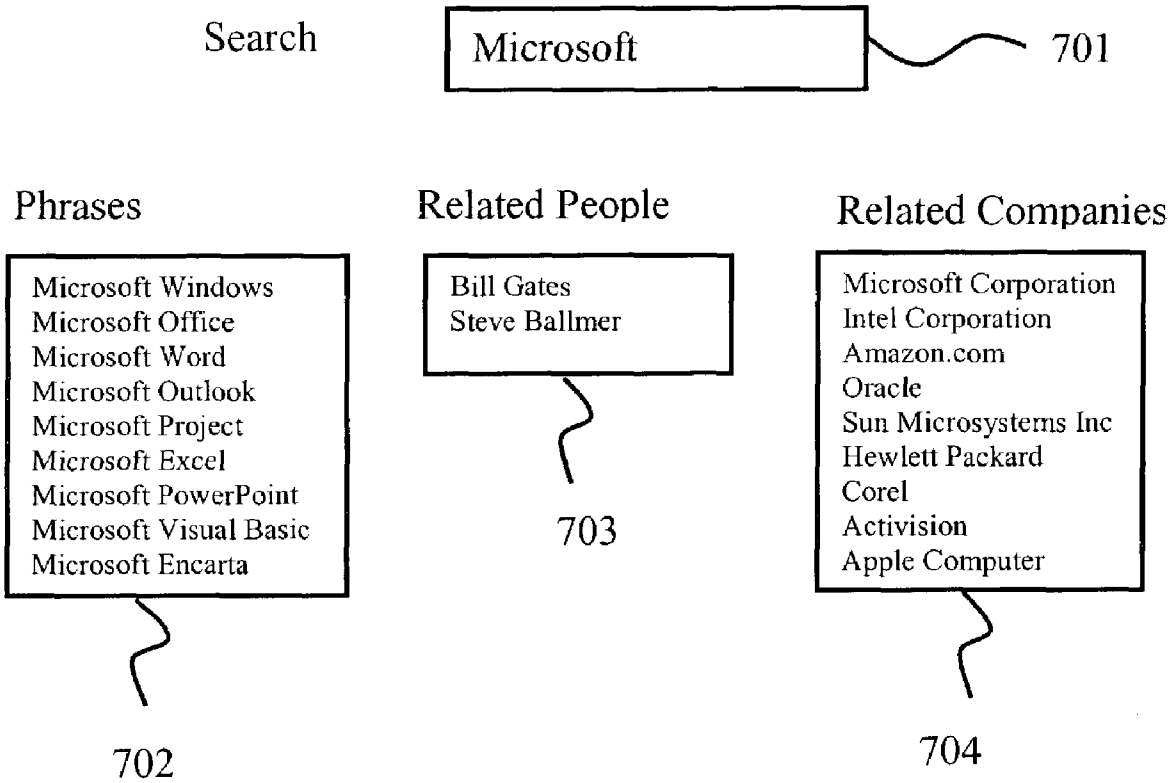 Search
Microsoft
701
Phrases
Related People
Related Companies
Microsoft Windows
Microsoft Office
Microsoft Word
Microsoft Outlook
Microsoft Project
Microsoft Excel
Microsoft PowerPoint
Microsoft Visual Basic
Microsoft Encarta
702
Bill Gates
Steve Ballmer
703
Microsoft Corporation
Intel Corporation
Amazon.com
Oracle
Sun Microsystems Inc
Hewlett Packard
Corel
Activision
Apple Computer
704